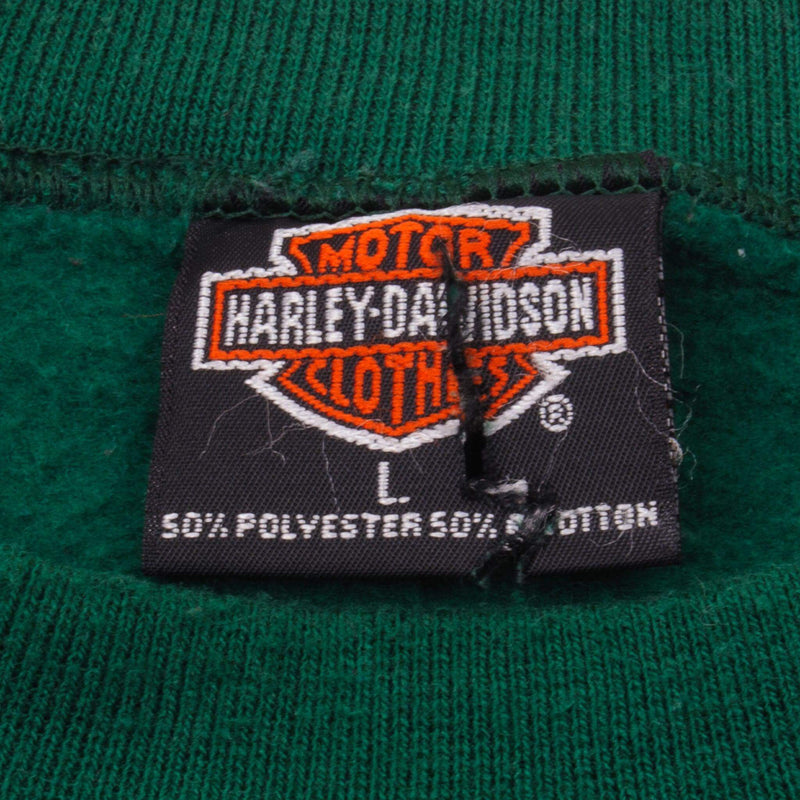 MOTOR
HARLEY-DAVIDSON
CLOTHES
®
L
50% POLYESTER 50% COTTON